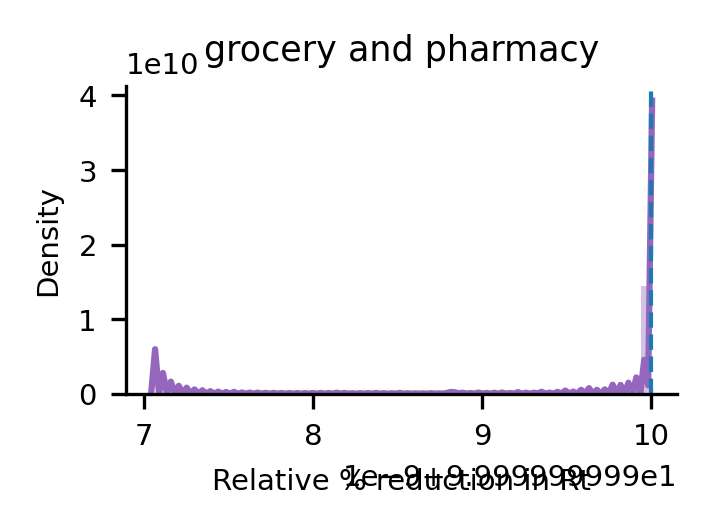 grocery and pharmacy
1e10
4
3
2
1
0
Density
7 8 9 10
Relative % reduction in Rt
1e−9+9.999999999e1